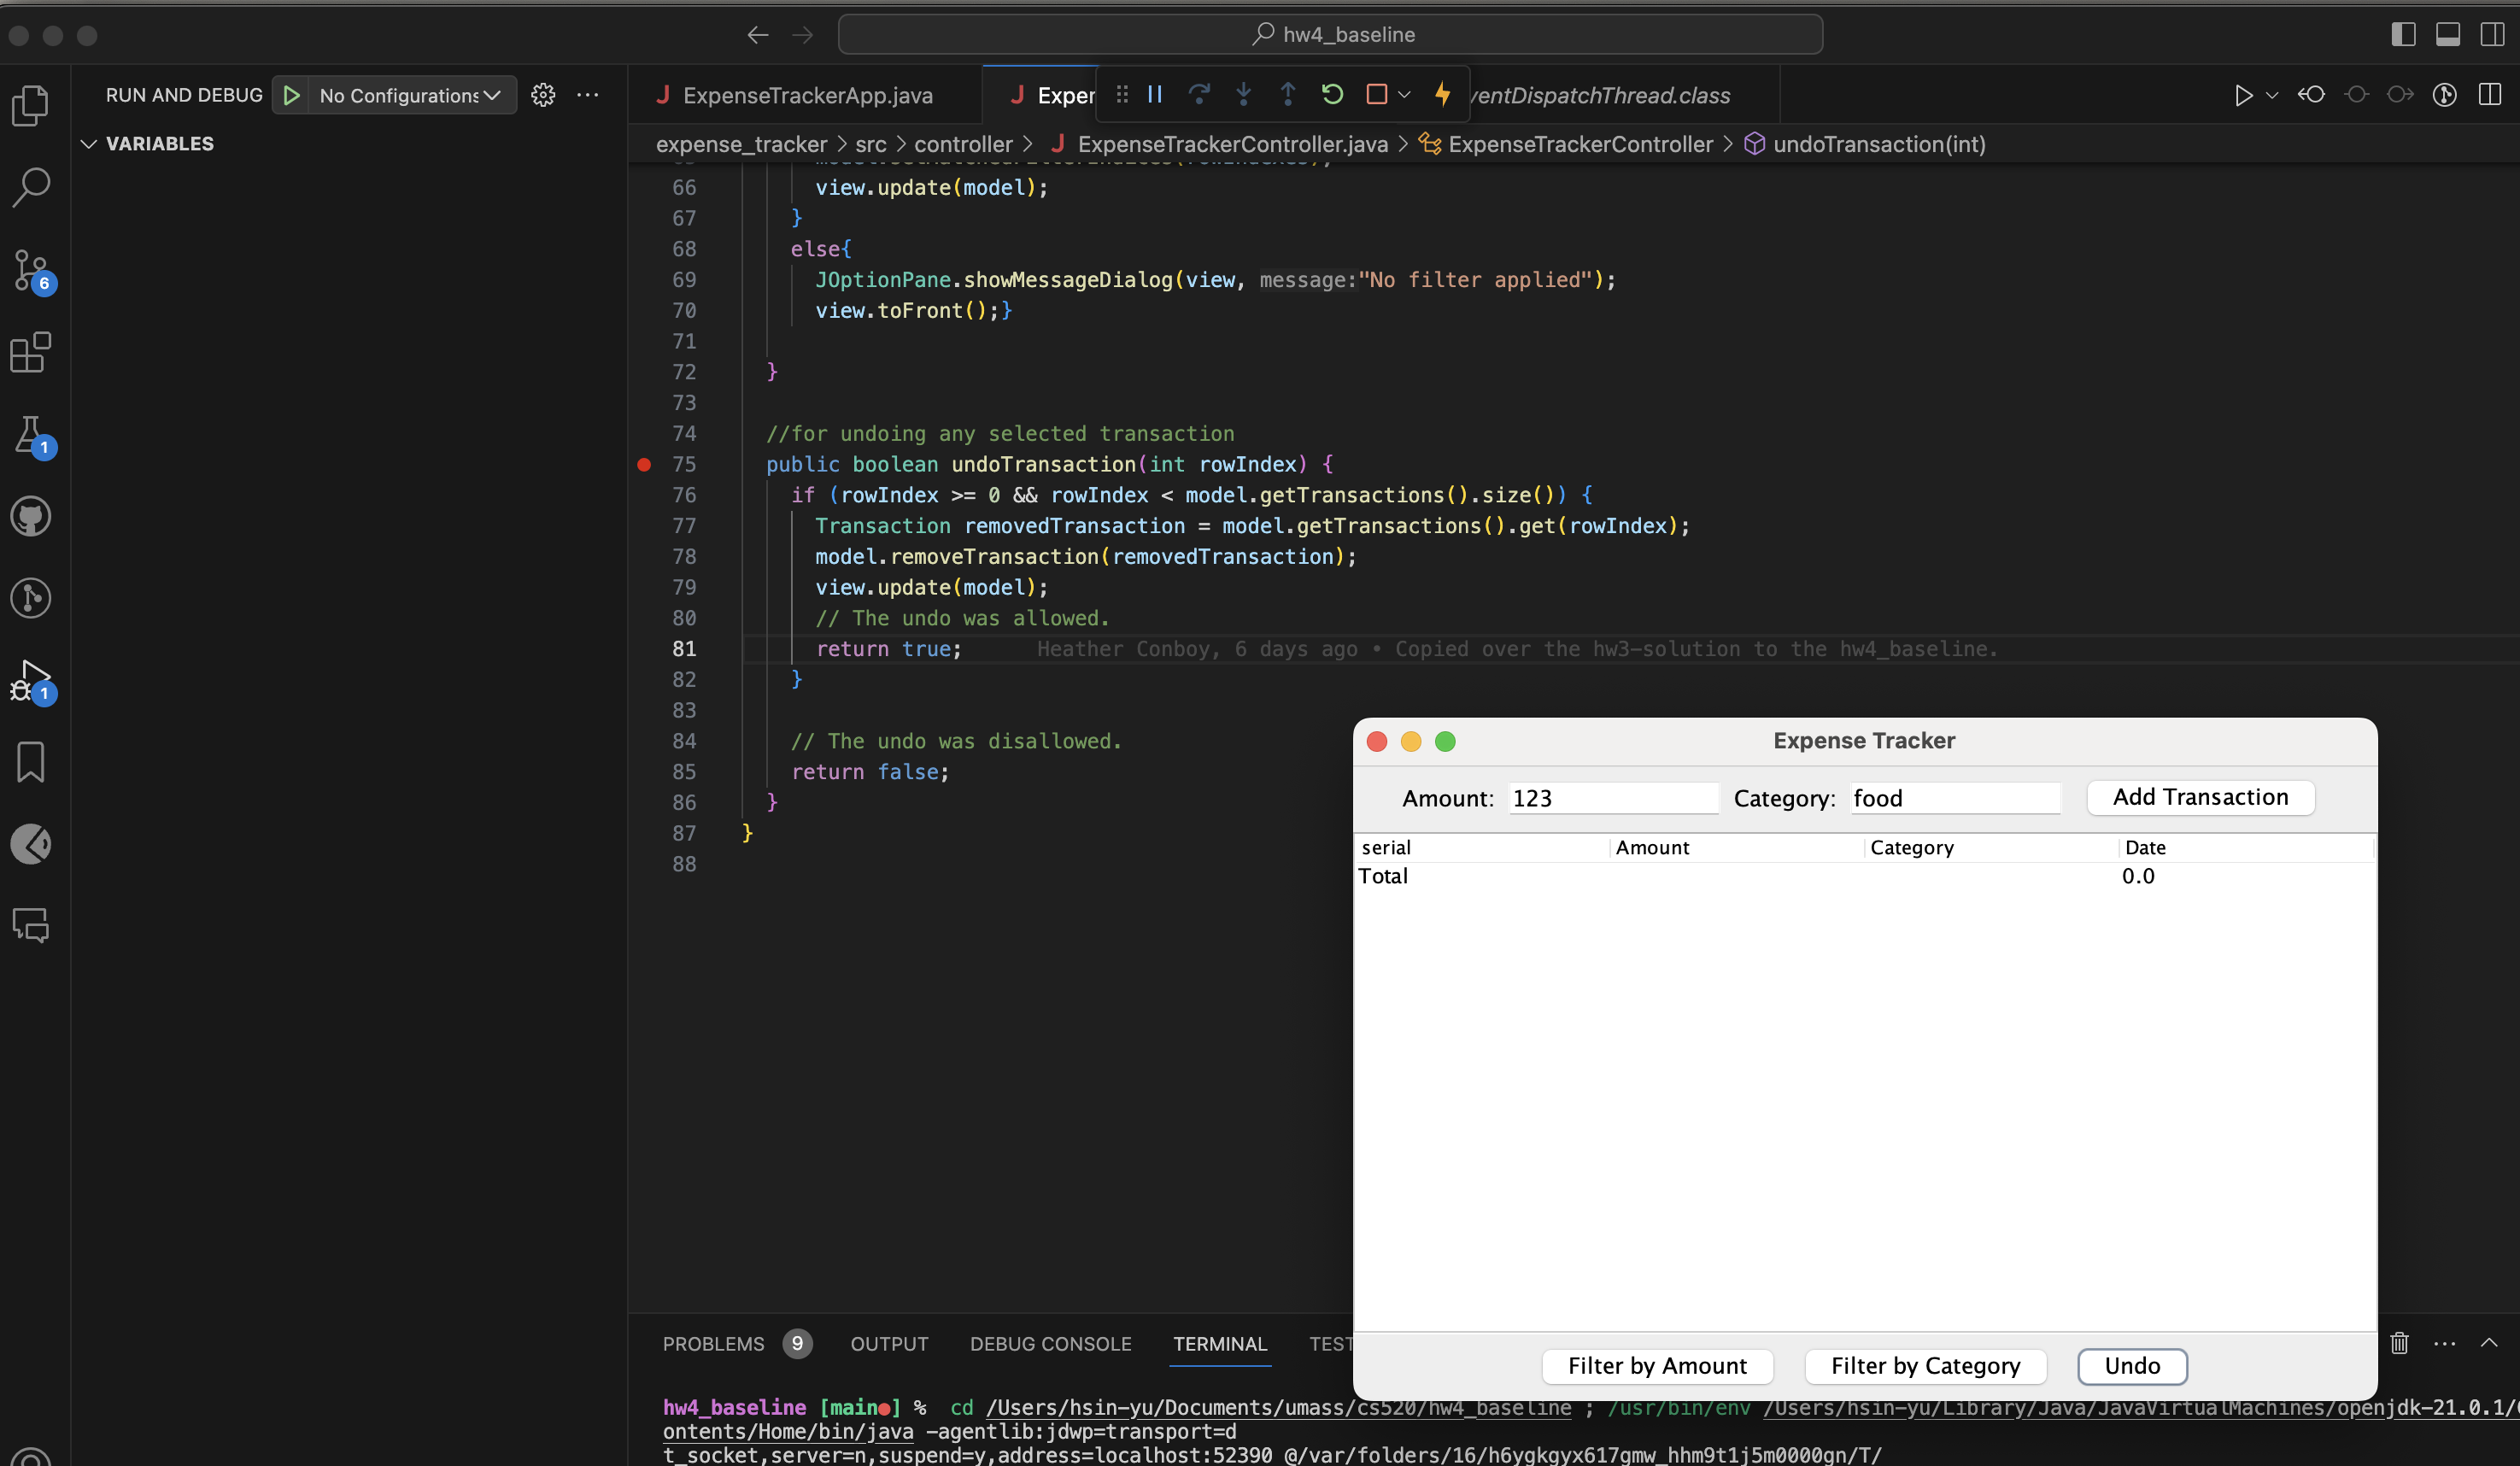 hw4_baseline
RUN AND DEBUG
No Configurations
VARIABLES
6
1
1
ExpenseTrackerApp.java
Exper
ventDispatchThread.class
expense_tracker > src > controller > ExpenseTrackerController.java > ExpenseTrackerController > undoTransaction(int)
66 view.update(model);
67 }
68 else{
69 JOptionPane.showMessageDialog(view, message:"No filter applied");
70 view.toFront();}
71
72 }
73
74 //for undoing any selected transaction
75 public boolean undoTransaction(int rowIndex) {
76 if (rowIndex >= 0 && rowIndex < model.getTransactions().size()) {
77 Transaction removedTransaction = model.getTransactions().get(rowIndex);
78 model.removeTransaction(removedTransaction);
79 view.update(model);
80 // The undo was allowed.
81 return true; Heather Conboy, 6 days ago • Copied over the hw3-solution to the hw4_baseline.
82 }
83
84 // The undo was disallowed.
85 return false;
86 }
87 }
88
Expense Tracker
Amount: 123 Category: food Add Transaction
serial Amount Category Date
Total 0.0
Filter by Amount Filter by Category Undo
PROBLEMS 9 OUTPUT DEBUG CONSOLE TERMINAL TEST
hw4_baseline [main●] % cd /Users/hsin-yu/Documents/umass/cs520/hw4_baseline ; /usr/bin/env /Users/hsin-yu/Library/Java/JavaVirtualMachines/openjdk-21.0.1/
ontents/Home/bin/java -agentlib:jdwp=transport=d
t_socket,server=n,suspend=y,address=localhost:52390 @/var/folders/16/h6ygkgyx617gmw_hhm9t1j5m0000gn/T/